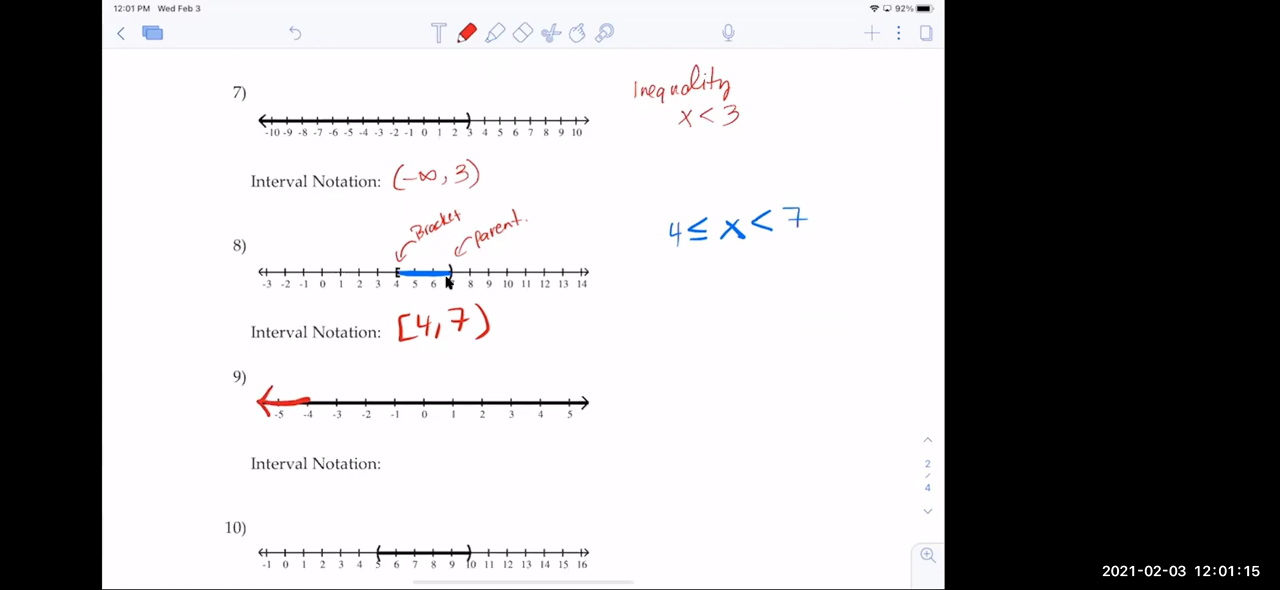 12:01 PM Wed Feb 3
92%
Inequality
x < 3
7)
-10 -9 -8 -7 -6 -5 -4 -3 -2 -1 0 1 2 3 4 5 6 7 8 9 10
Interval Notation: (-∞, 3)
Bracket
Parent.
4 ≤ x < 7
8)
-3 -2 -1 0 1 2 3 4 5 6 8 9 10 11 12 13 14
Interval Notation: [4, 7)
9)
-5 -4 -3 -2 -1 0 1 2 3 4 5
Interval Notation:
2
/
4
10)
-1 0 1 2 3 4 5 6 7 8 9 10 11 12 13 14 15 16
2021-02-03 12:01:15